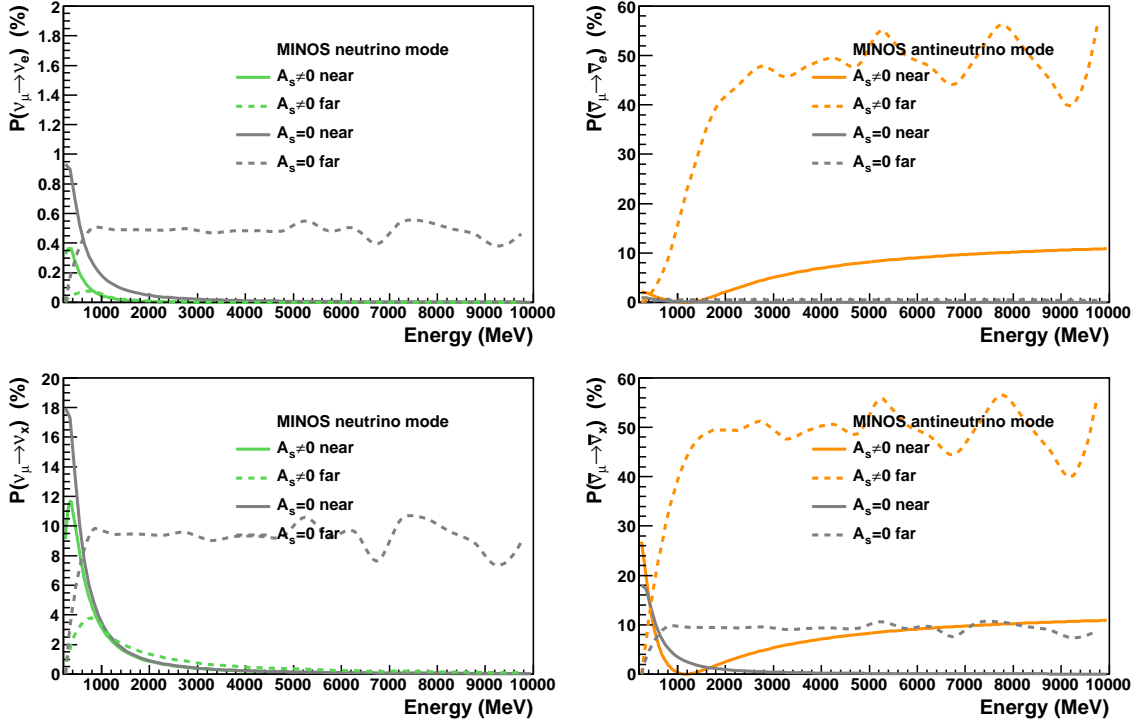 P(ν_μ→ν_e) (%)
2
1.8
1.6
1.4
1.2
1
0.8
0.6
0.4
0.2
0
MINOS neutrino mode
A_s≠0 near
A_s≠0 far
A_s=0 near
A_s=0 far
1000 2000 3000 4000 5000 6000 7000 8000 9000 10000
Energy (MeV)
P(ν̅_μ→ν̅_e) (%)
60
50
40
30
20
10
0
MINOS antineutrino mode
A_s≠0 near
A_s≠0 far
A_s=0 near
A_s=0 far
1000 2000 3000 4000 5000 6000 7000 8000 9000 10000
Energy (MeV)
P(ν_μ→ν_x) (%)
20
18
16
14
12
10
8
6
4
2
0
MINOS neutrino mode
A_s≠0 near
A_s≠0 far
A_s=0 near
A_s=0 far
1000 2000 3000 4000 5000 6000 7000 8000 9000 10000
Energy (MeV)
P(ν̅_μ→ν̅_x) (%)
60
50
40
30
20
10
0
MINOS antineutrino mode
A_s≠0 near
A_s≠0 far
A_s=0 near
A_s=0 far
1000 2000 3000 4000 5000 6000 7000 8000 9000 10000
Energy (MeV)